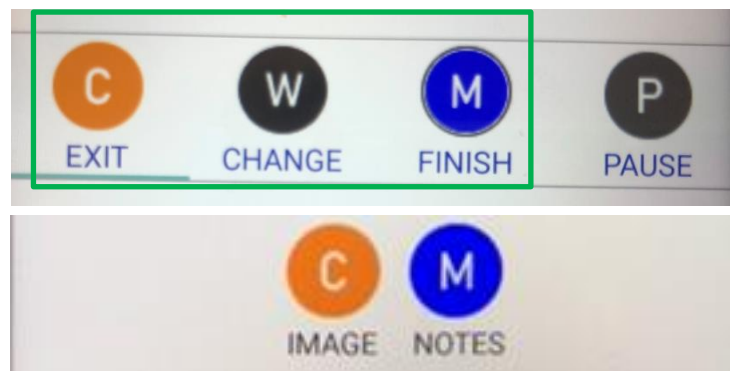 C W M P
EXIT CHANGE FINISH PAUSE
C M
IMAGE NOTES